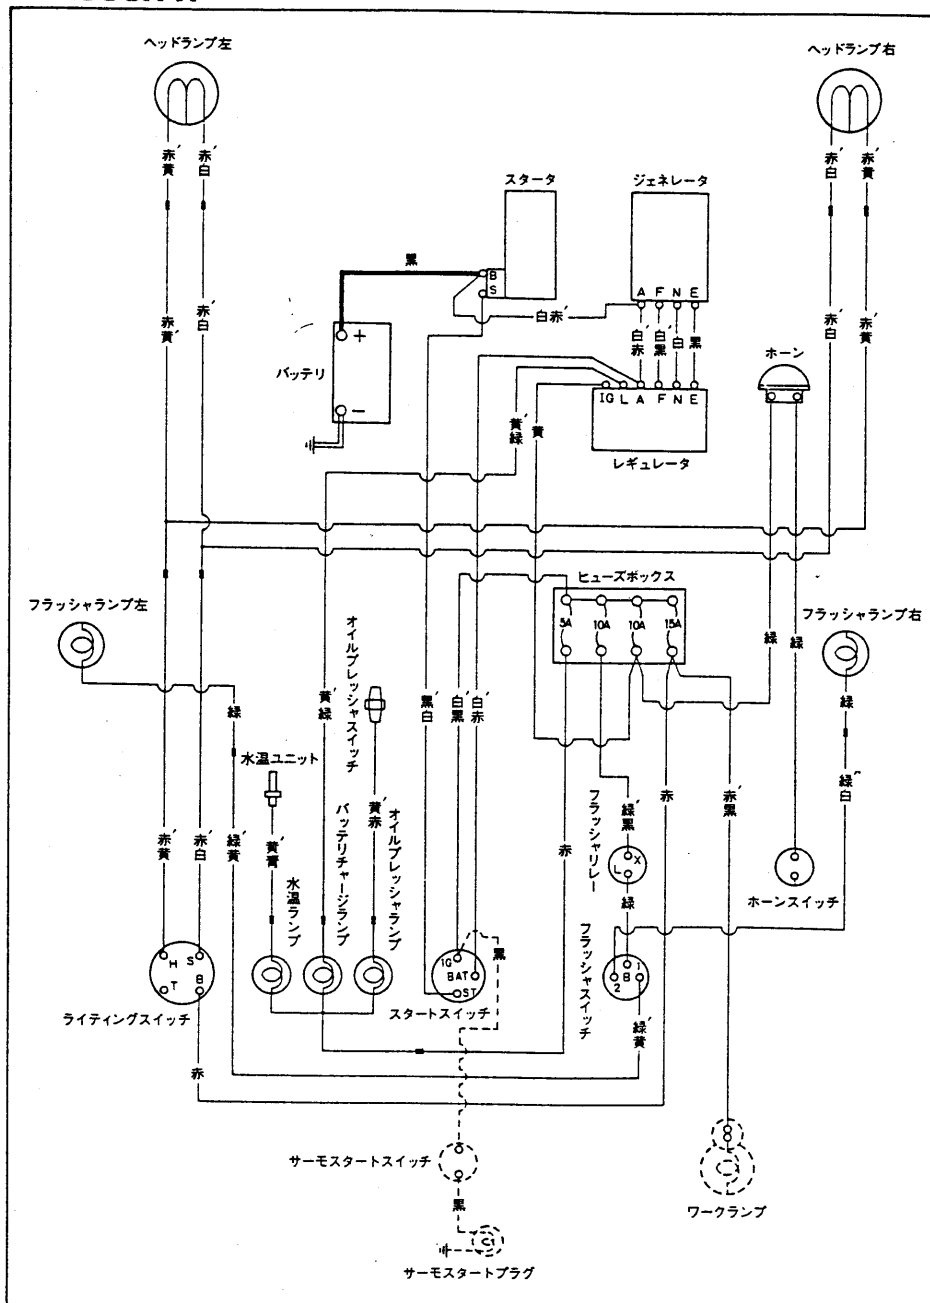 ヘッドランプ左
ヘッドランプ右
赤黄′
赤白′
赤白′
赤黄′
スタータ
ジェネレータ
黒
B
S
A F N E
白赤′
赤黄′
赤白′
赤白′
赤黄′
＋
バッテリ
−
白赤′
白黒′
白
黒
ホーン
IG L A F N E
レギュレータ
黄緑′
黄
ヒューズボックス
5A
10A
10A
15A
フラッシャランプ左
フラッシャランプ右
オイルプレッシャスイッチ
緑
緑
緑
黄緑′
黒白′
白黒′
白赤′
緑
水温ユニット
緑白″
赤黄′
赤白′
緑黄′
黄青′
水温ランプ
バッテリチャージランプ
黄赤′
オイルプレッシャランプ
赤
フラッシャリレー
緑黒′
赤
赤黒′
L
X
緑
ホーンスイッチ
黒
H S
T B
ライティングスイッチ
IG
BAT
ST
スタートスイッチ
フラッシャスイッチ
2 B 1
緑黄′
赤
サーモスタートスイッチ
黒
サーモスタートプラグ
ワークランプ